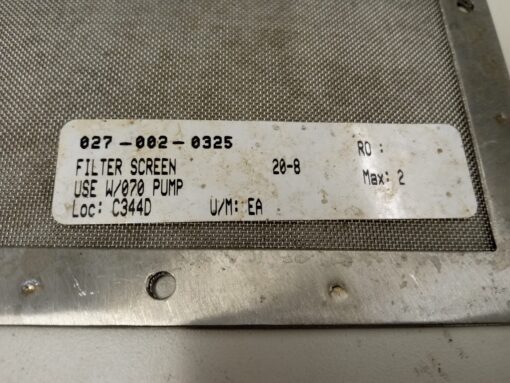 027-002-0325
RO :
FILTER SCREEN 20-8
Max: 2
USE W/070 PUMP
Loc: C344D U/M: EA